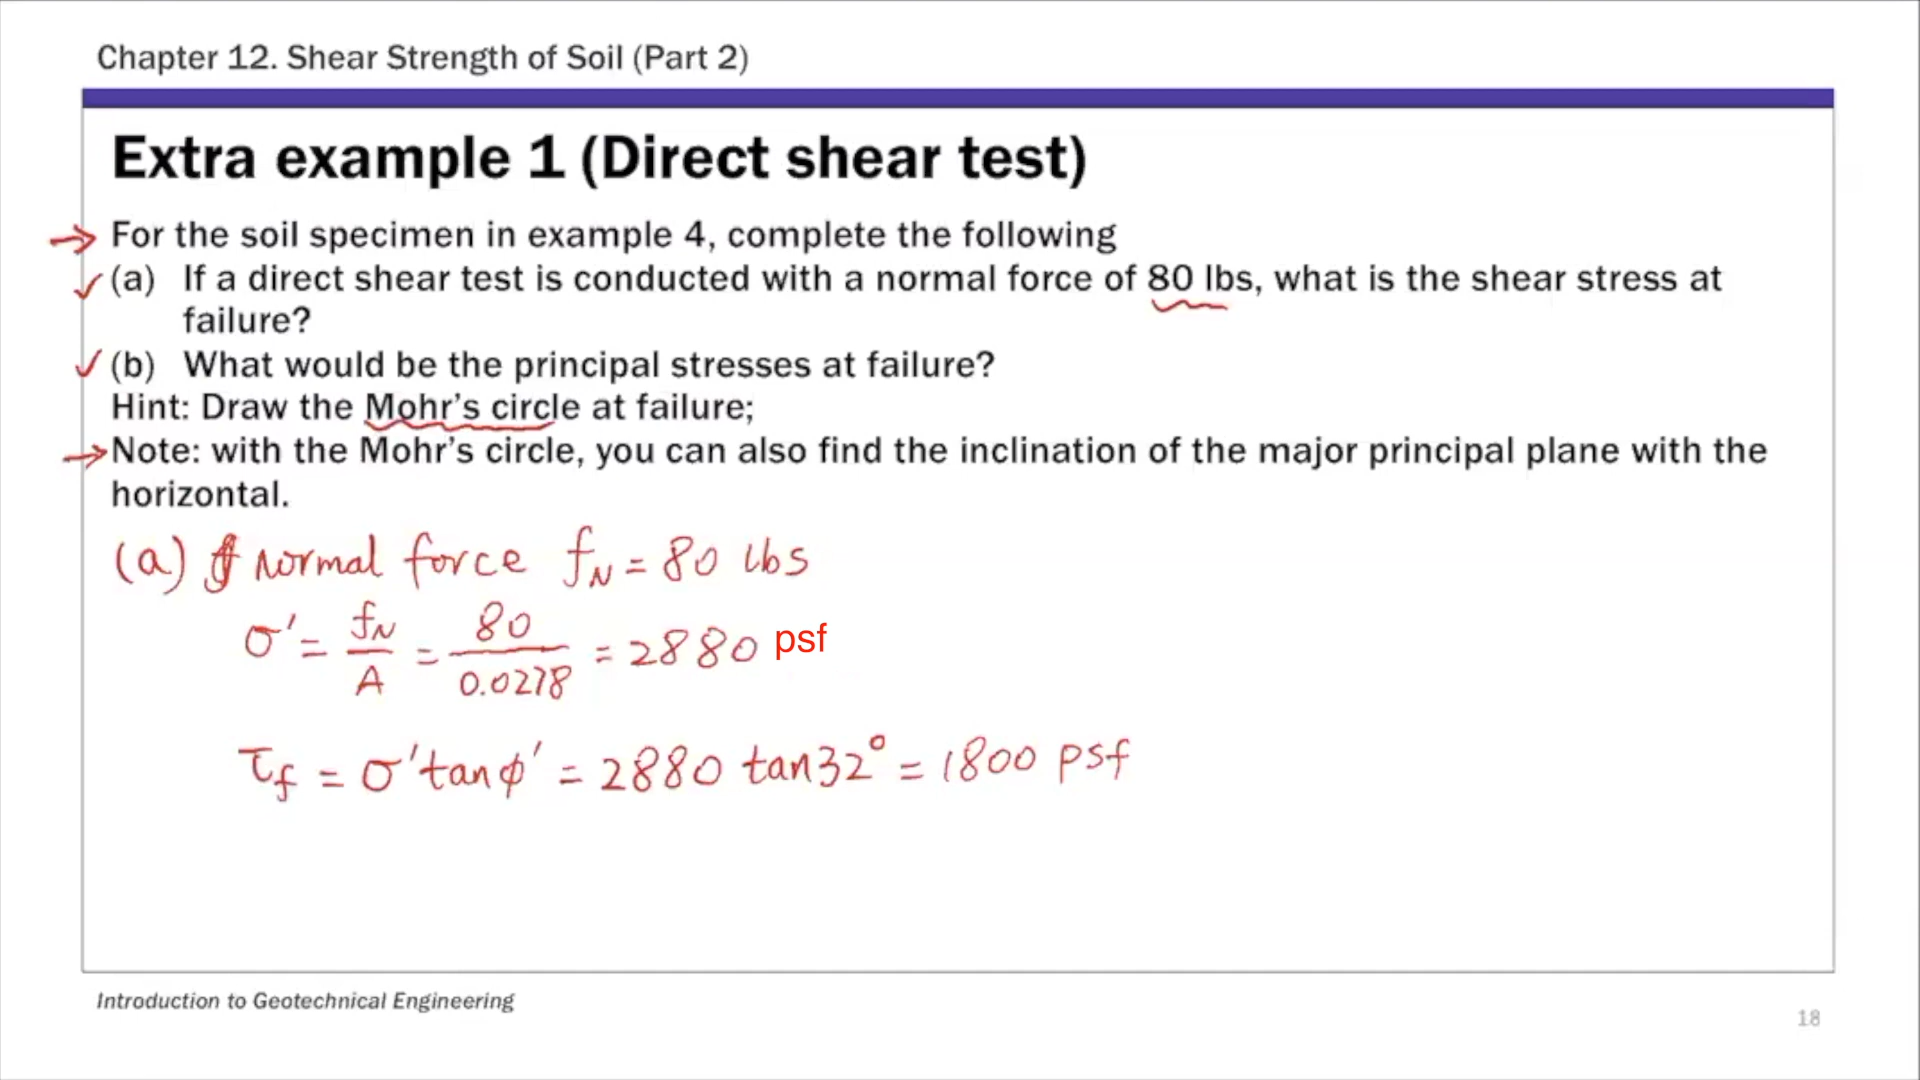 Chapter 12. Shear Strength of Soil (Part 2)
Extra example 1 (Direct shear test)
For the soil specimen in example 4, complete the following
(a) If a direct shear test is conducted with a normal force of 80 lbs, what is the shear stress at
failure?
(b) What would be the principal stresses at failure?
Hint: Draw the Mohr's circle at failure;
Note: with the Mohr's circle, you can also find the inclination of the major principal plane with the
horizontal.
(a) normal force f_N = 80 lbs
σ' = f_N / A = 80 / 0.0278 = 2880 psf
τ_f = σ' tan φ' = 2880 tan 32° = 1800 psf
Introduction to Geotechnical Engineering
18